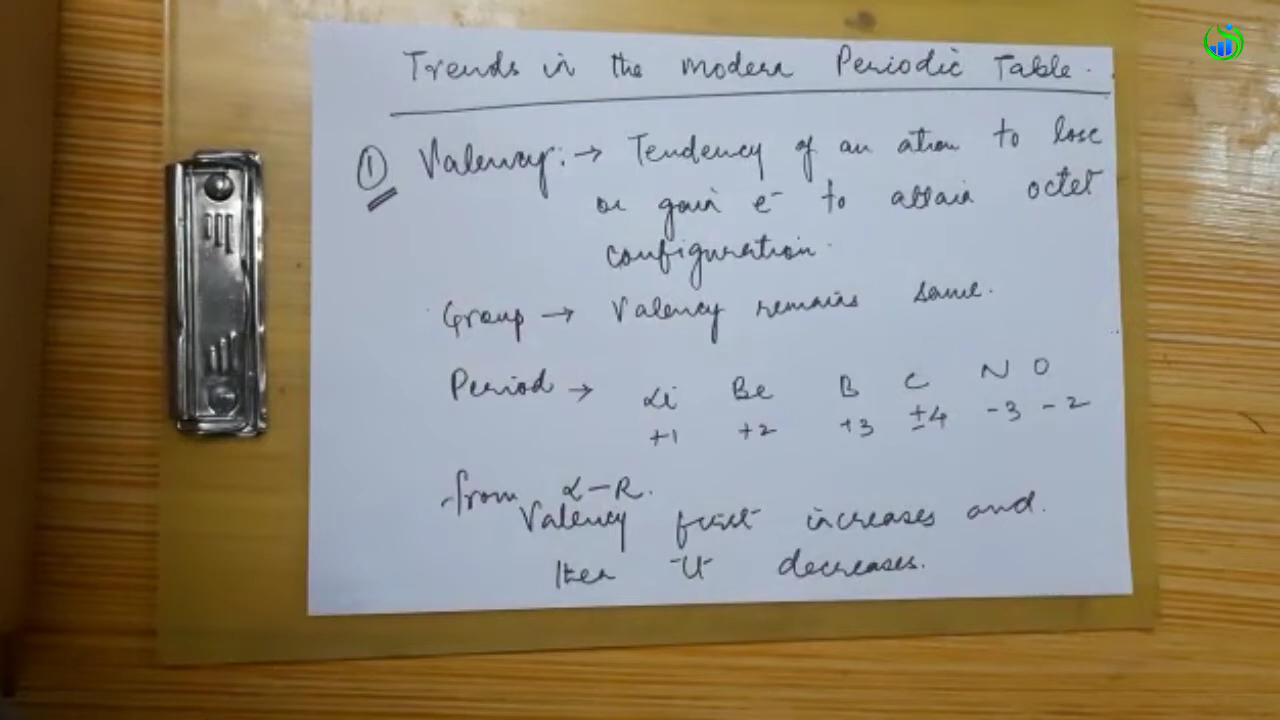 Trends in the modern Periodic Table.
① Valency :→ Tendency of an atom to lose
or gain e⁻ to attain octet
configuration.
Group → Valency remains same.
Period → Li Be B C N O
+1 +2 +3 ±4 -3 -2
from L-R.
Valency first increases and
then it decreases.